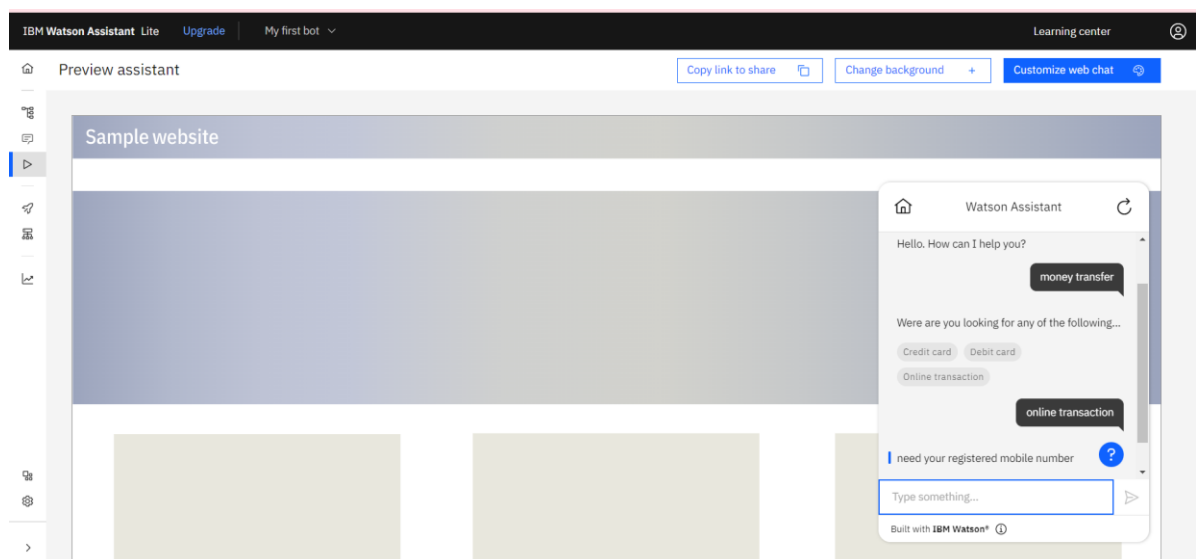 IBM Watson Assistant Lite Upgrade My first bot Learning center
Preview assistant Copy link to share Change background + Customize web chat
Sample website
Watson Assistant
Hello. How can I help you?
money transfer
Were are you looking for any of the following...
Credit card Debit card
Online transaction
online transaction
need your registered mobile number ?
Type something...
Built with IBM Watson®